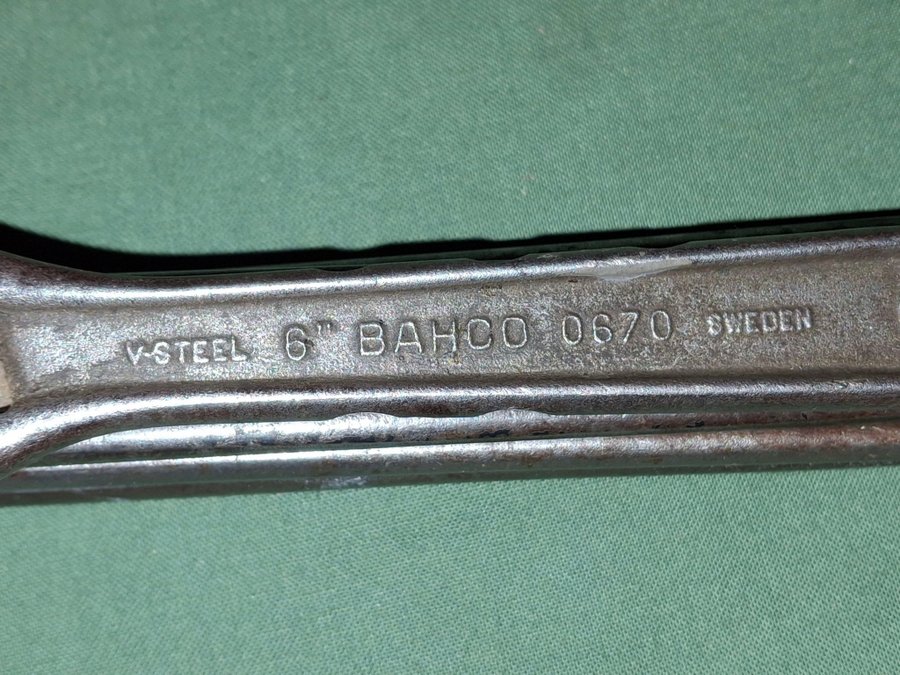 V-STEEL 6" BAHCO 0670 SWEDEN